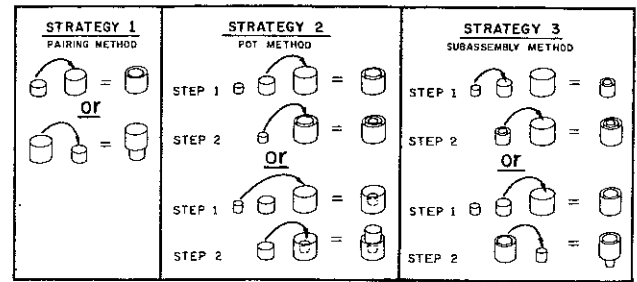 STRATEGY 1
PAIRING METHOD
=
or
=
STRATEGY 2
POT METHOD
STEP 1 =
STEP 2 =
or
STEP 1 =
STEP 2 =
STRATEGY 3
SUBASSEMBLY METHOD
STEP 1 =
STEP 2 =
or
STEP 1 =
STEP 2 =